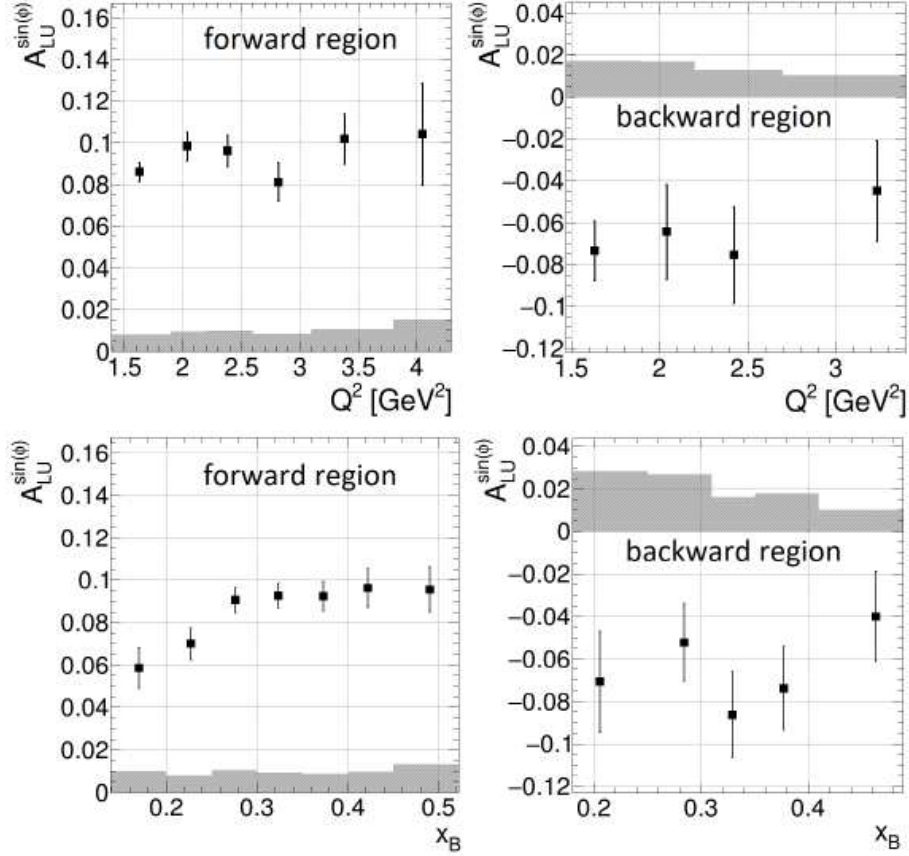 A_LU^sin(ϕ)
0.16
0.14
0.12
0.1
0.08
0.06
0.04
0.02
0
forward region
1.5 2 2.5 3 3.5 4
Q² [GeV²]
A_LU^sin(ϕ)
0.04
0.02
0
−0.02
−0.04
−0.06
−0.08
−0.1
−0.12
backward region
1.5 2 2.5 3
Q² [GeV²]
A_LU^sin(ϕ)
0.16
0.14
0.12
0.1
0.08
0.06
0.04
0.02
0
forward region
0.2 0.3 0.4 0.5
x_B
A_LU^sin(ϕ)
0.04
0.02
0
−0.02
−0.04
−0.06
−0.08
−0.1
−0.12
backward region
0.2 0.3 0.4
x_B